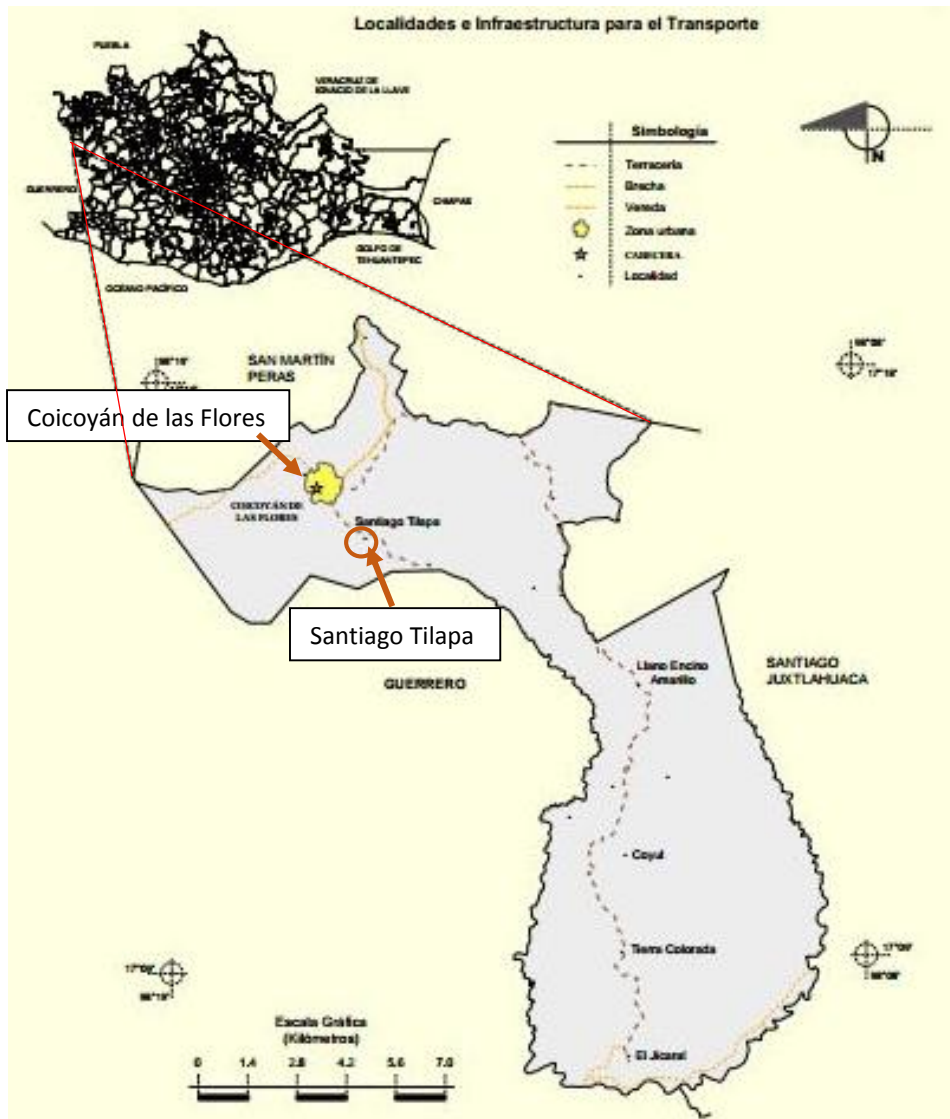 Localidades e Infraestructura para el Transporte
PUEBLA
VERACRUZ DE
IGNACIO DE LA LLAVE
GUERRERO
CHIAPAS
GOLFO DE
TEHUANTEPEC
OCÉANO PACÍFICO
Simbología
Terracería
Brecha
Vereda
Zona urbana
CABECERA
Localidad
N
SAN MARTÍN
PERAS
Coicoyán de las Flores
COICOYÁN DE
LAS FLORES
Santiago Tilapa
Santiago Tilapa
GUERRERO
Llano Encino
Amarillo
SANTIAGO
JUXTLAHUACA
Coyul
Tierra Colorada
El Jicaral
Escala Gráfica
(Kilómetros)
0 1.4 2.8 4.2 5.6 7.0